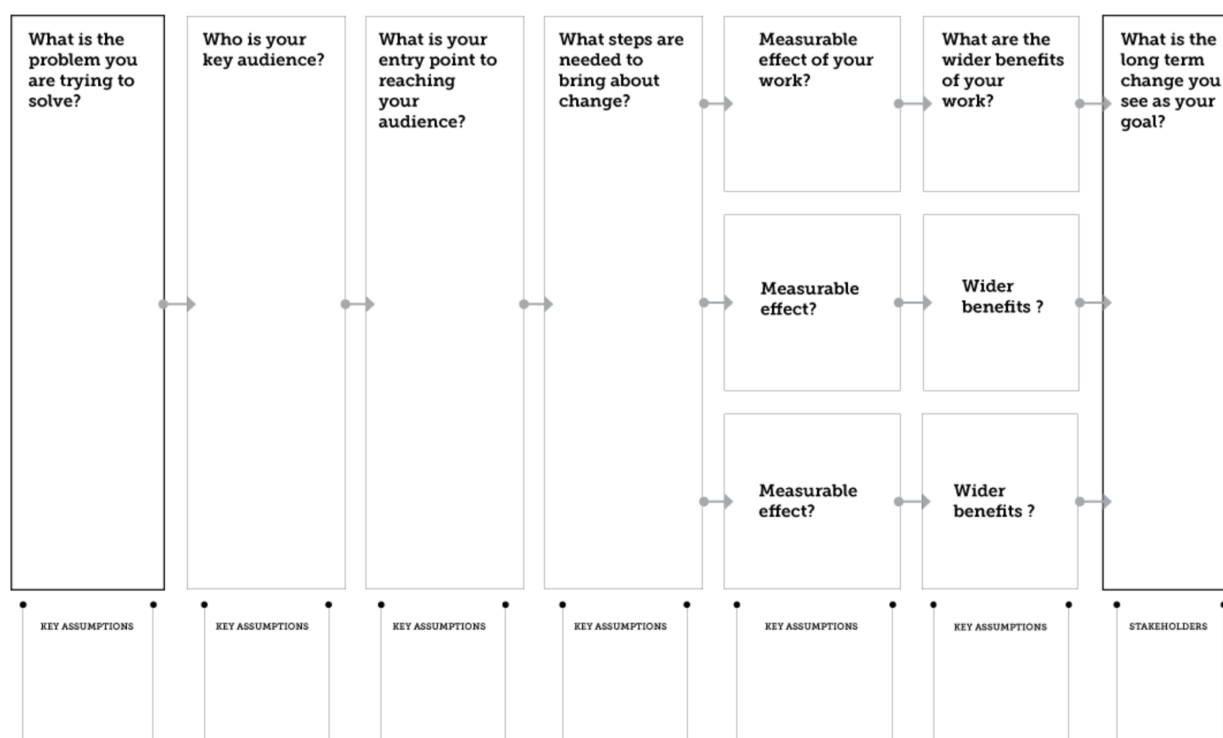 What is the
problem you
are trying to
solve?
Who is your
key audience?
What is your
entry point to
reaching
your
audience?
What steps are
needed to
bring about
change?
Measurable
effect of your
work?
What are the
wider benefits
of your
work?
What is the
long term
change you
see as your
goal?
Measurable
effect?
Wider
benefits ?
Measurable
effect?
Wider
benefits ?
KEY ASSUMPTIONS
KEY ASSUMPTIONS
KEY ASSUMPTIONS
KEY ASSUMPTIONS
KEY ASSUMPTIONS
KEY ASSUMPTIONS
STAKEHOLDERS